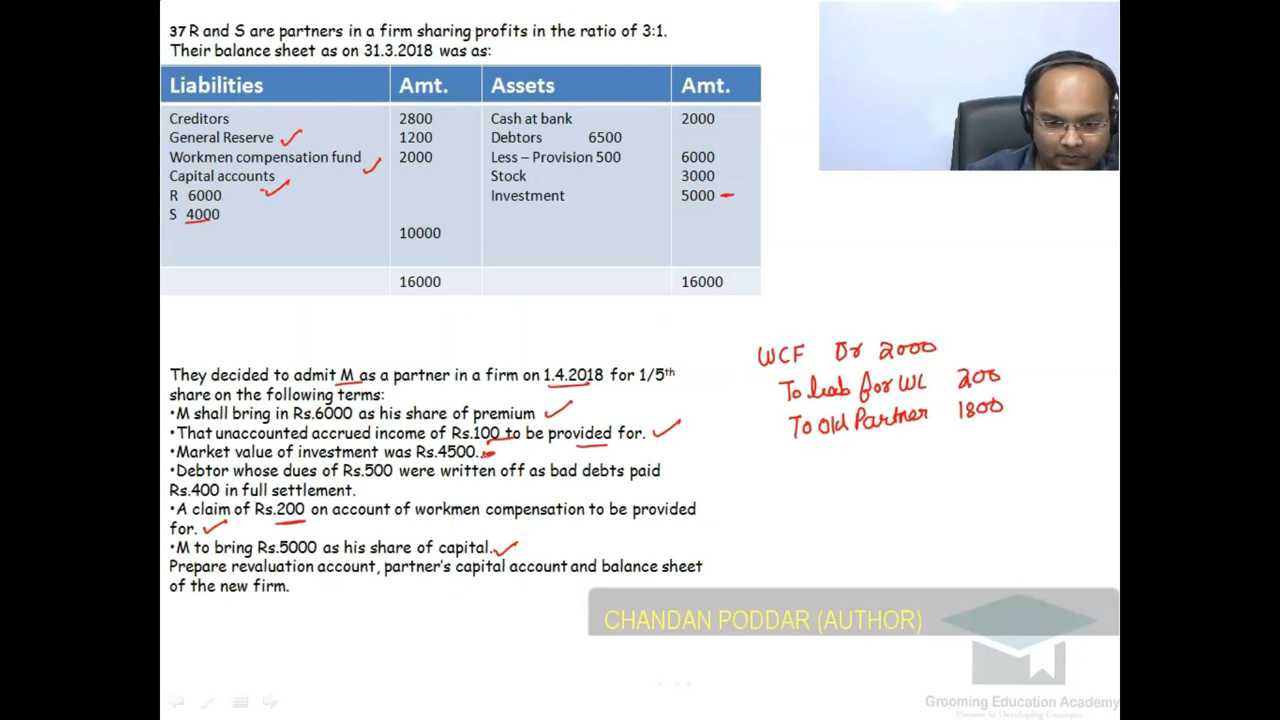 37 R and S are partners in a firm sharing profits in the ratio of 3:1.
Their balance sheet as on 31.3.2018 was as:
Liabilities Amt. Assets Amt.
Creditors 2800 Cash at bank 2000
General Reserve 1200 Debtors 6500
Workmen compensation fund 2000 Less – Provision 500 6000
Capital accounts Stock 3000
R 6000 Investment 5000
S 4000
10000
16000 16000
They decided to admit M as a partner in a firm on 1.4.2018 for 1/5th
share on the following terms:
•M shall bring in Rs.6000 as his share of premium
•That unaccounted accrued income of Rs.100 to be provided for.
•Market value of investment was Rs.4500.
•Debtor whose dues of Rs.500 were written off as bad debts paid
Rs.400 in full settlement.
•A claim of Rs.200 on account of workmen compensation to be provided
for.
•M to bring Rs.5000 as his share of capital.
Prepare revaluation account, partner's capital account and balance sheet
of the new firm.
WCF Dr 2000
To liab for WC 200
To Old Partner 1800
CHANDAN PODDAR (AUTHOR)
Grooming Education Academy
Pioneer in Developing Concepts